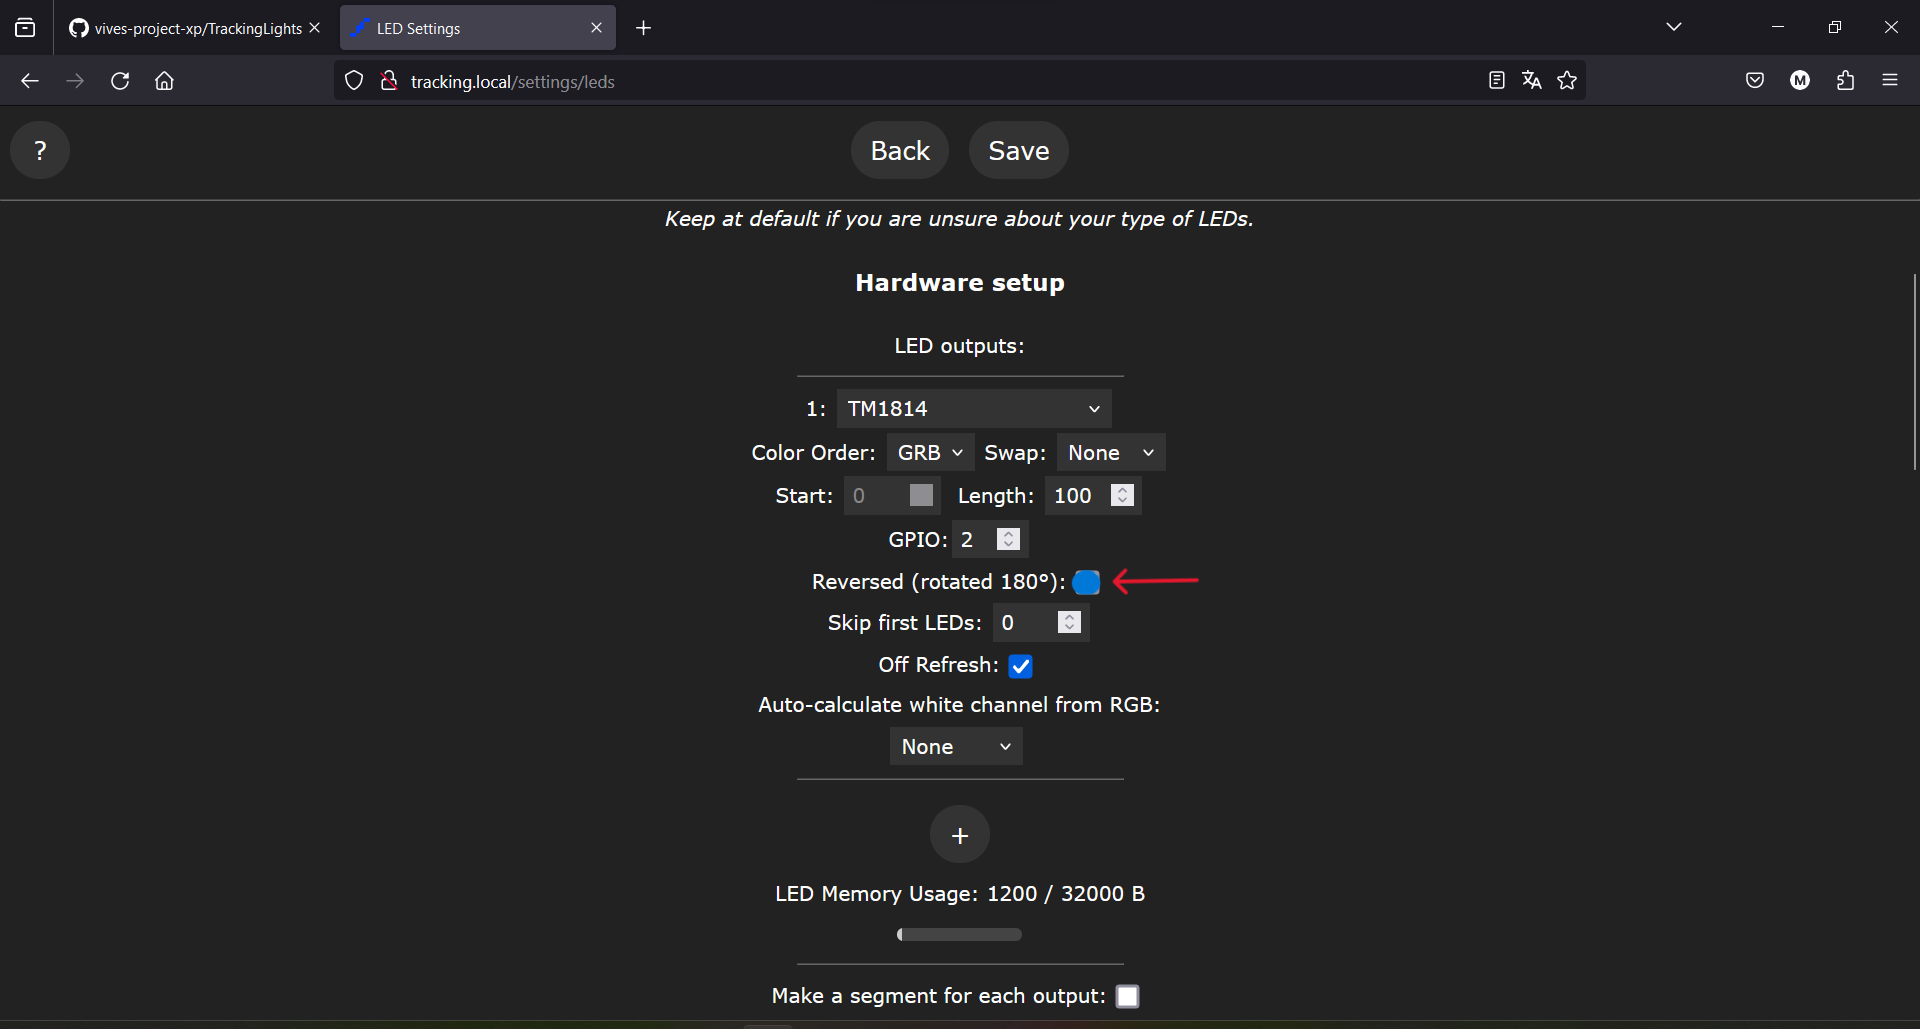 vives-project-xp/TrackingLights
LED Settings
tracking.local/settings/leds
M
?
Back
Save
Keep at default if you are unsure about your type of LEDs.
Hardware setup
LED outputs:
1: TM1814
Color Order: GRB Swap: None
Start: 0 Length: 100
GPIO: 2
Reversed (rotated 180°):
Skip first LEDs: 0
Off Refresh:
Auto-calculate white channel from RGB:
None
+
LED Memory Usage: 1200 / 32000 B
Make a segment for each output: